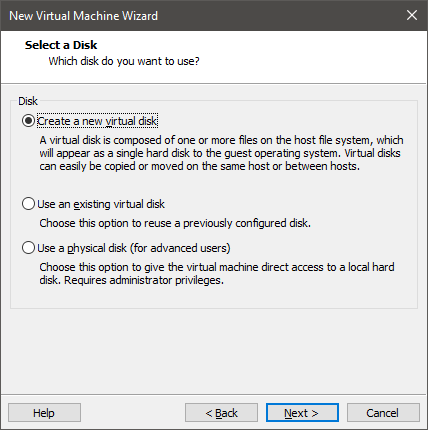 New Virtual Machine Wizard
Select a Disk
Which disk do you want to use?
Disk
Create a new virtual disk
A virtual disk is composed of one or more files on the host file system, which
will appear as a single hard disk to the guest operating system. Virtual disks
can easily be copied or moved on the same host or between hosts.
Use an existing virtual disk
Choose this option to reuse a previously configured disk.
Use a physical disk (for advanced users)
Choose this option to give the virtual machine direct access to a local hard
disk. Requires administrator privileges.
Help
< Back
Next >
Cancel